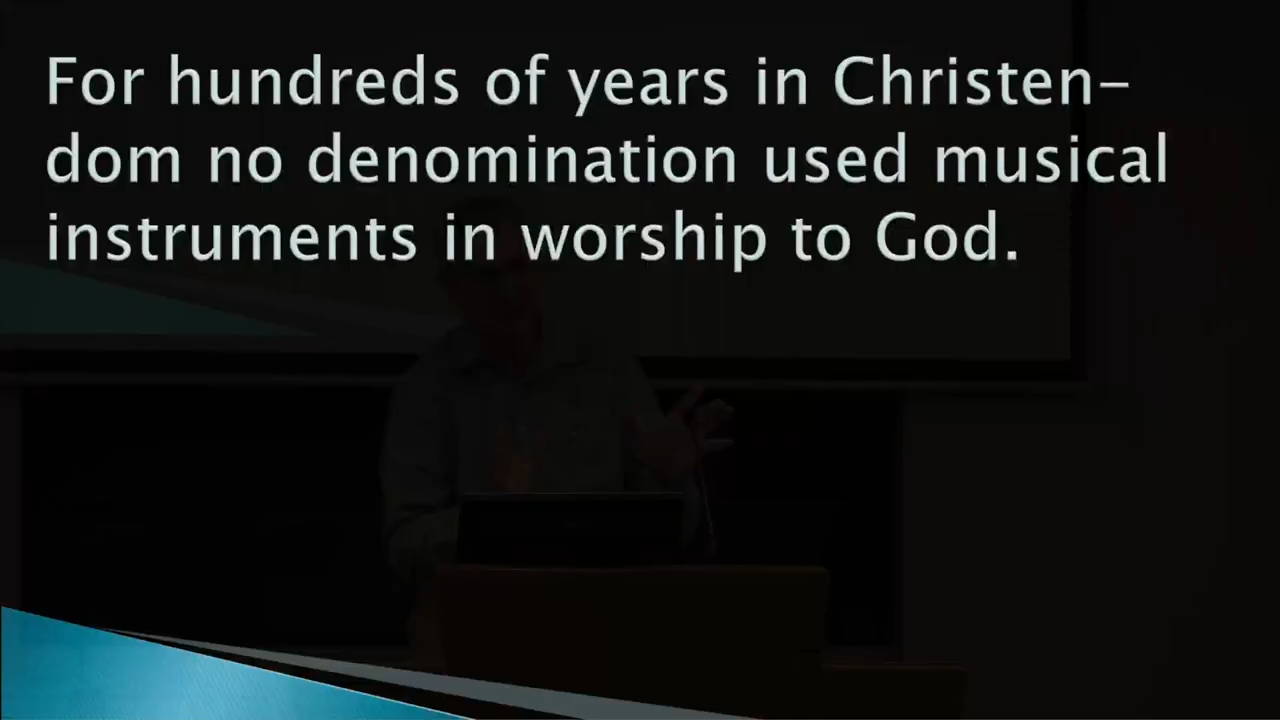 For hundreds of years in Christen-
dom no denomination used musical
instruments in worship to God.